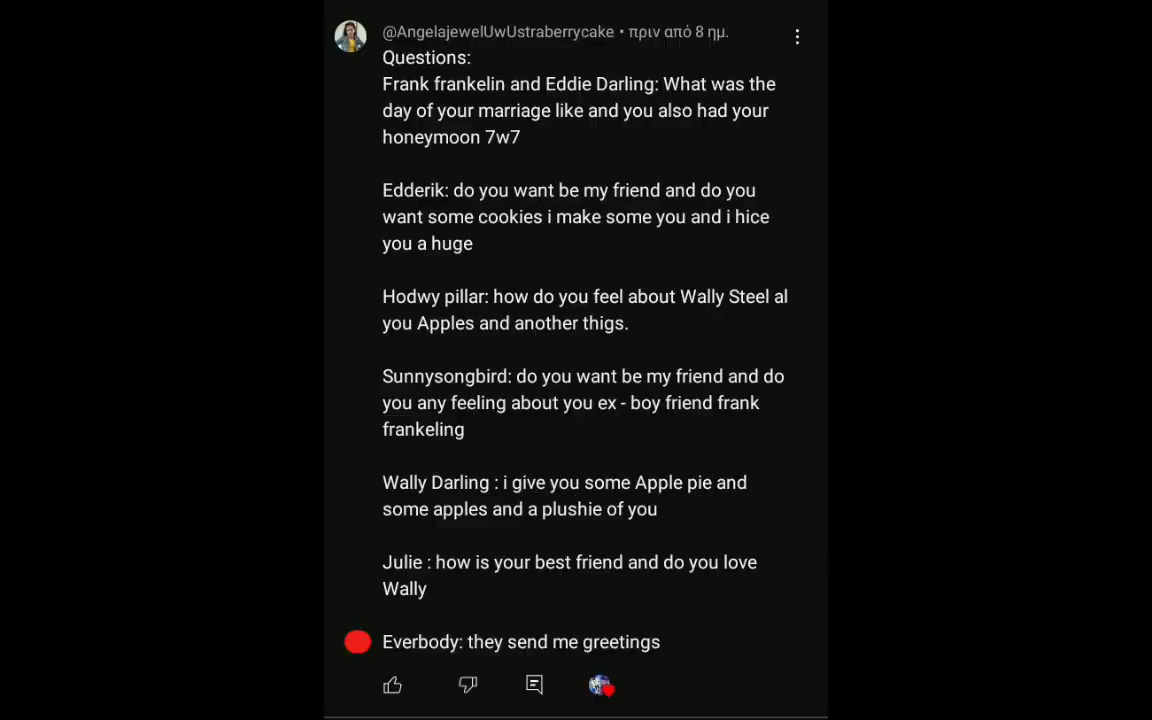 @AngelajewelUwUstraberrycake • πριν από 8 ημ.
Questions:
Frank frankelin and Eddie Darling: What was the
day of your marriage like and you also had your
honeymoon 7w7
Edderik: do you want be my friend and do you
want some cookies i make some you and i hice
you a huge
Hodwy pillar: how do you feel about Wally Steel al
you Apples and another thigs.
Sunnysongbird: do you want be my friend and do
you any feeling about you ex - boy friend frank
frankeling
Wally Darling : i give you some Apple pie and
some apples and a plushie of you
Julie : how is your best friend and do you love
Wally
Everbody: they send me greetings